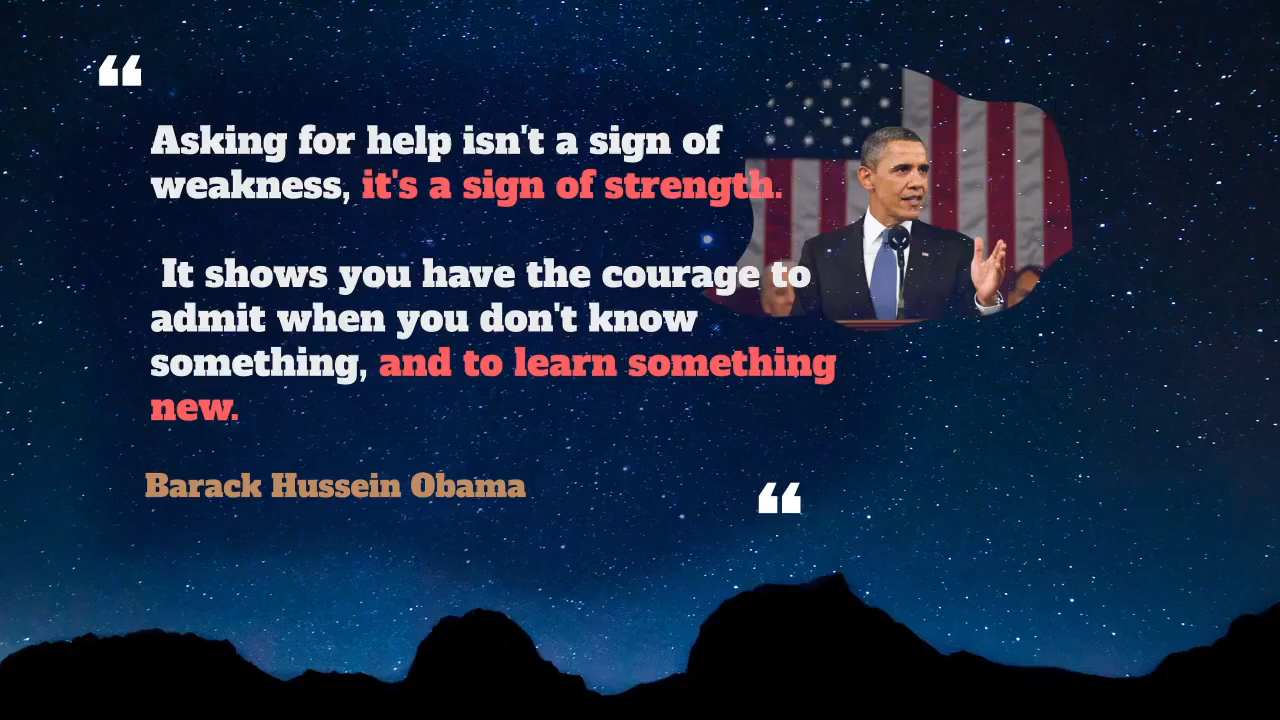 ❝
Asking for help isn't a sign of
weakness, it's a sign of strength.
It shows you have the courage to
admit when you don't know
something, and to learn something
new.
Barack Hussein Obama
❝